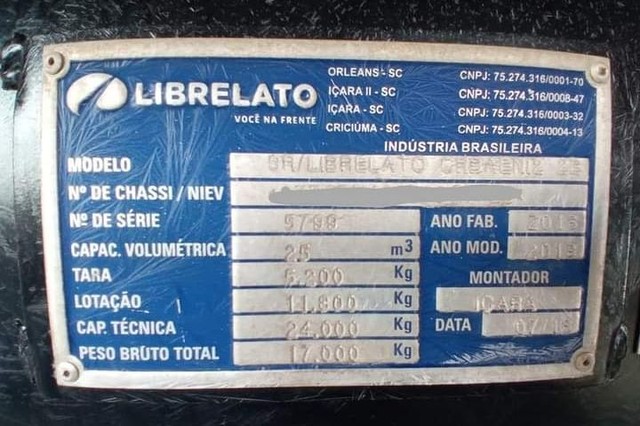 LIBRELATO
VOCÊ NA FRENTE
ORLEANS - SC CNPJ: 75.274.316/0001-70
IÇARA II - SC CNPJ: 75.274.316/0008-47
IÇARA - SC CNPJ: 75.274.316/0003-32
CRICIÚMA - SC CNPJ: 75.274.316/0004-13
INDÚSTRIA BRASILEIRA
MODELO SR/LIBRELATO
Nº DE CHASSI / NIEV
Nº DE SÉRIE ANO FAB.
CAPAC. VOLUMÉTRICA 25 m³ ANO MOD.
TARA 5.200 Kg MONTADOR
LOTAÇÃO 11.800 Kg IÇARA
CAP. TÉCNICA 24.000 Kg DATA
PESO BRUTO TOTAL 17.000 Kg